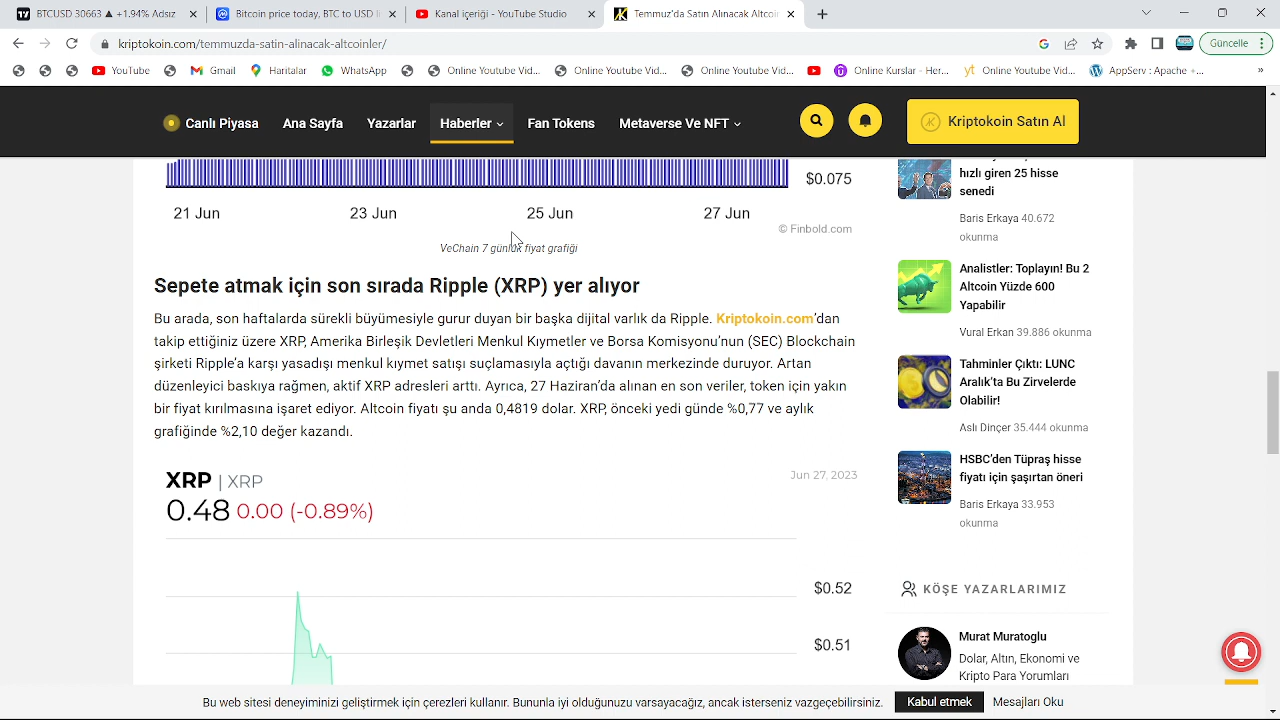 BTCUSD 30663 ▲ +1.94% Adsız
Bitcoin price today, BTC to USD li
Kanal içeriği - YouTube Studio
Temmuz'da Satın Alınacak Altcoin
kriptokoin.com/temmuzda-satin-alinacak-altcoinler/
Güncelle
YouTube
Gmail
Haritalar
WhatsApp
Online Youtube Vid...
Online Youtube Vid...
Online Youtube Vid...
Online Kurslar - Her...
yt Online Youtube Vid...
AppServ : Apache +...
»
Canlı Piyasa
Ana Sayfa
Yazarlar
Haberler
Fan Tokens
Metaverse Ve NFT
Kriptokoin Satın Al
$0.075
21 Jun
23 Jun
25 Jun
27 Jun
© Finbold.com
VeChain 7 günlük fiyat grafiği
Sepete atmak için son sırada Ripple (XRP) yer alıyor
Bu arada, son haftalarda sürekli büyümesiyle gurur duyan bir başka dijital varlık da Ripple. Kriptokoin.com'dan
takip ettiğiniz üzere XRP, Amerika Birleşik Devletleri Menkul Kıymetler ve Borsa Komisyonu'nun (SEC) Blockchain
şirketi Ripple'a karşı yasadışı menkul kıymet satışı suçlamasıyla açtığı davanın merkezinde duruyor. Artan
düzenleyici baskıya rağmen, aktif XRP adresleri arttı. Ayrıca, 27 Haziran'da alınan en son veriler, token için yakın
bir fiyat kırılmasına işaret ediyor. Altcoin fiyatı şu anda 0,4819 dolar. XRP, önceki yedi günde %0,77 ve aylık
grafiğinde %2,10 değer kazandı.
XRP | XRP
Jun 27, 2023
0.48 0.00 (-0.89%)
$0.52
$0.51
hızlı giren 25 hisse
senedi
Baris Erkaya 40.672
okunma
Analistler: Toplayın! Bu 2
Altcoin Yüzde 600
Yapabilir
Vural Erkan 39.886 okunma
Tahminler Çıktı: LUNC
Aralık'ta Bu Zirvelerde
Olabilir!
Aslı Dinçer 35.444 okunma
HSBC'den Tüpraş hisse
fiyatı için şaşırtan öneri
Baris Erkaya 33.953
okunma
KÖŞE YAZARLARIMIZ
Murat Muratoglu
Dolar, Altın, Ekonomi ve
Kripto Para Yorumları
Bu site deneyiminizi geliştirmek için çerezleri kullanır. Bununla iyi olduğunuzu varsayacağız, ancak isterseniz vazgeçebilirsiniz.
Kabul etmek
Mesajları Oku